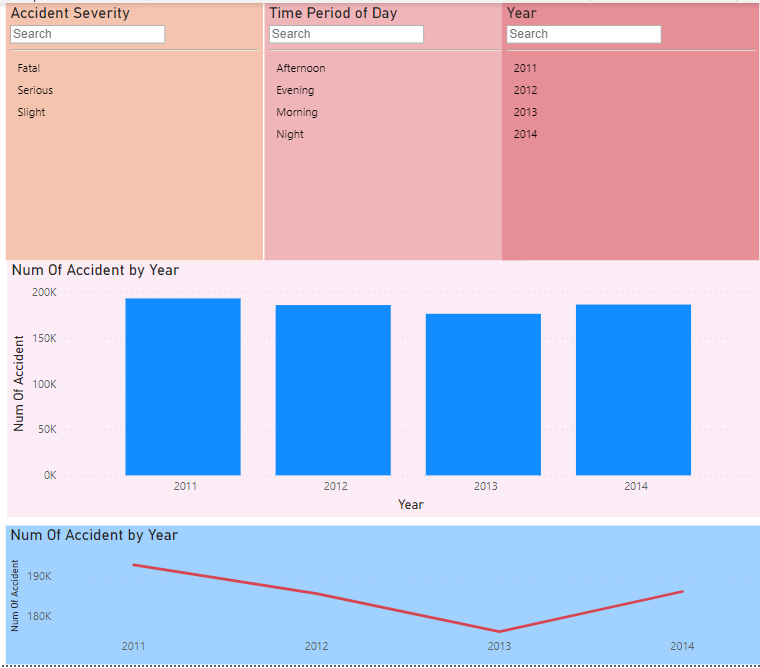 Accident Severity
Search
Fatal
Serious
Slight
Time Period of Day
Search
Afternoon
Evening
Morning
Night
Year
Search
2011
2012
2013
2014
Num Of Accident by Year
Num Of Accident
200K
150K
100K
50K
0K
2011 2012 2013 2014
Year
Num Of Accident by Year
Num Of Accident
190K
180K
2011 2012 2013 2014